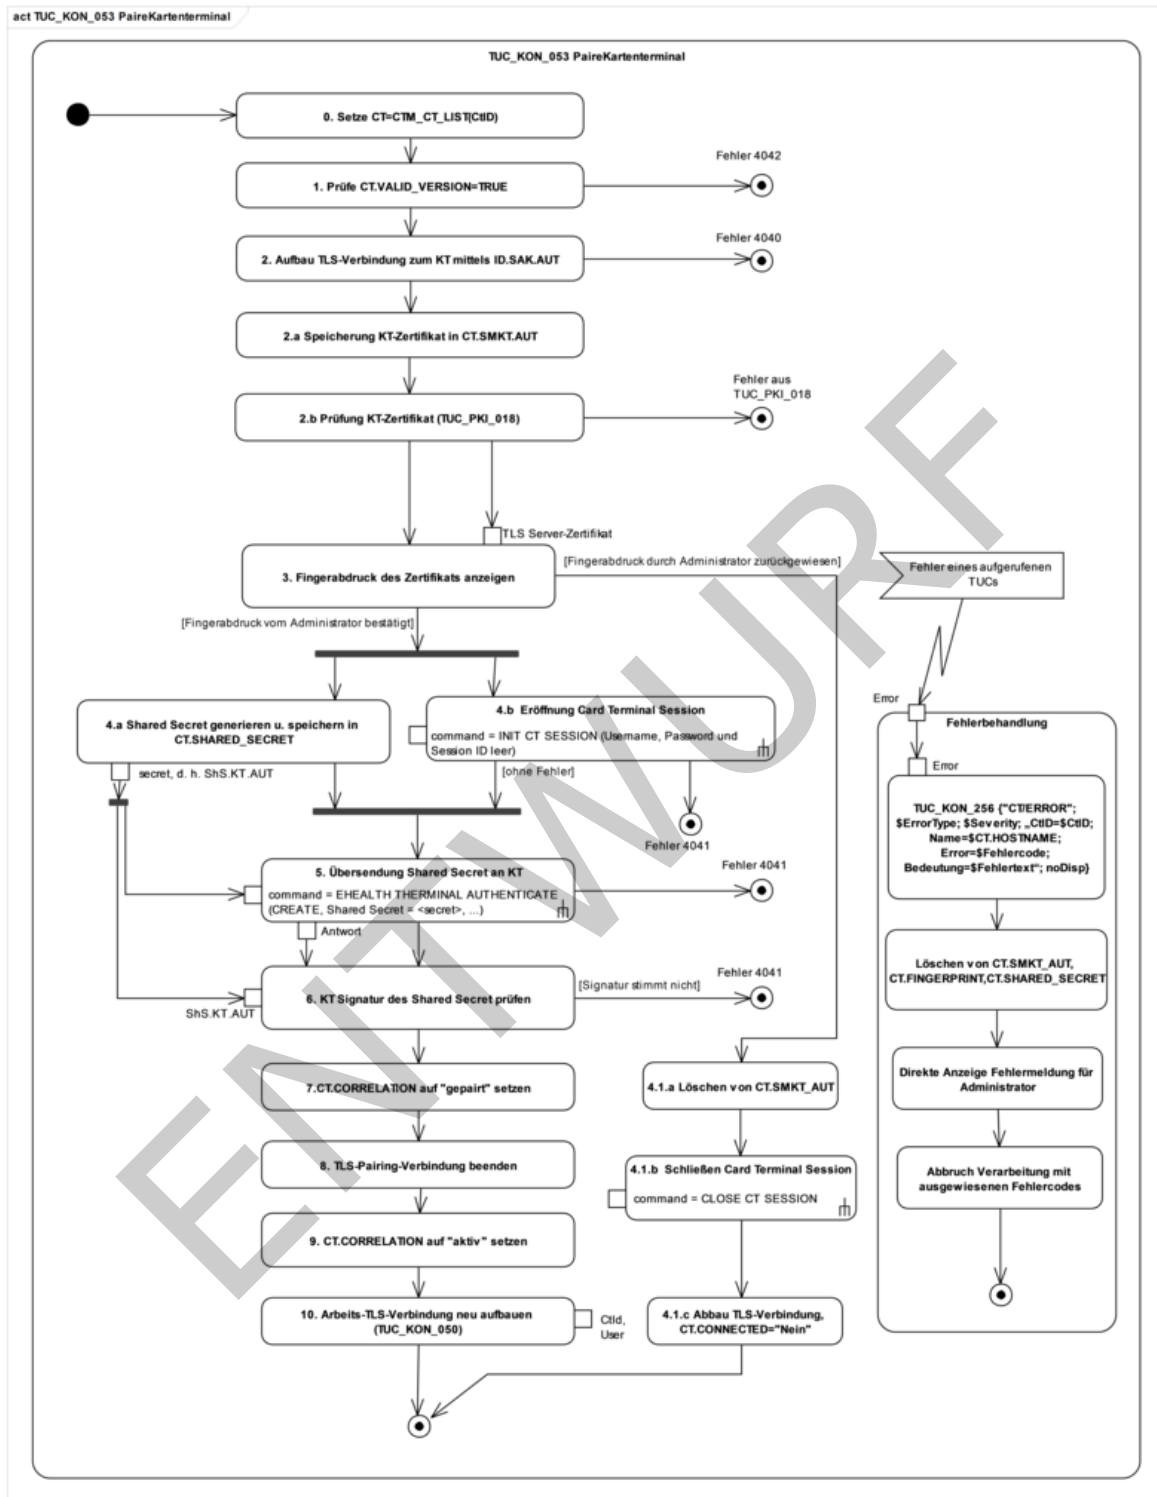 act TUC_KON_053 PaireKartenterminal
TUC_KON_053 PaireKartenterminal
0. Setze CT=CTM_CT_LIST(CtID)
Fehler 4042
1. Prüfe CT.VALID_VERSION=TRUE
Fehler 4040
2. Aufbau TLS-Verbindung zum KT mittels ID.SAK.AUT
2.a Speicherung KT-Zertifikat in CT.SMKT.AUT
Fehler aus
TUC_PKI_018
2.b Prüfung KT-Zertifikat (TUC_PKI_018)
TLS Server-Zertifikat
[Fingerabdruck durch Administrator zurückgewiesen]
3. Fingerabdruck des Zertifikats anzeigen
[Fingerabdruck vom Administrator bestätigt]
4.a Shared Secret generieren u. speichern in
CT.SHARED_SECRET
secret, d. h. ShS.KT.AUT
4.b Eröffnung Card Terminal Session
command = INIT CT SESSION (Username, Password und
Session ID leer)
[ohne Fehler]
Fehler 4041
5. Übersendung Shared Secret an KT
command = EHEALTH THERMINAL AUTHENTICATE
(CREATE, Shared Secret = <secret>, ...)
Fehler 4041
Antwort
6. KT Signatur des Shared Secret prüfen
[Signatur stimmt nicht]
Fehler 4041
ShS.KT.AUT
7.CT.CORRELATION auf "gepairt" setzen
8. TLS-Pairing-Verbindung beenden
9. CT.CORRELATION auf "aktiv" setzen
10. Arbeits-TLS-Verbindung neu aufbauen
(TUC_KON_050)
CtId,
User
4.1.a Löschen von CT.SMKT_AUT
4.1.b Schließen Card Terminal Session
command = CLOSE CT SESSION
4.1.c Abbau TLS-Verbindung,
CT.CONNECTED="Nein"
Fehler eines aufgerufenen
TUCs
Error
Fehlerbehandlung
Error
TUC_KON_256 {"CT/ERROR";
$ErrorType; $Severity; „CtID=$CtID;
Name=$CT.HOSTNAME;
Error=$Fehlercode;
Bedeutung=$Fehlertext“; noDisp}
Löschen von CT.SMKT_AUT,
CT.FINGERPRINT,CT.SHARED_SECRET
Direkte Anzeige Fehlermeldung für
Administrator
Abbruch Verarbeitung mit
ausgewiesenen Fehlercodes
ENTWURF